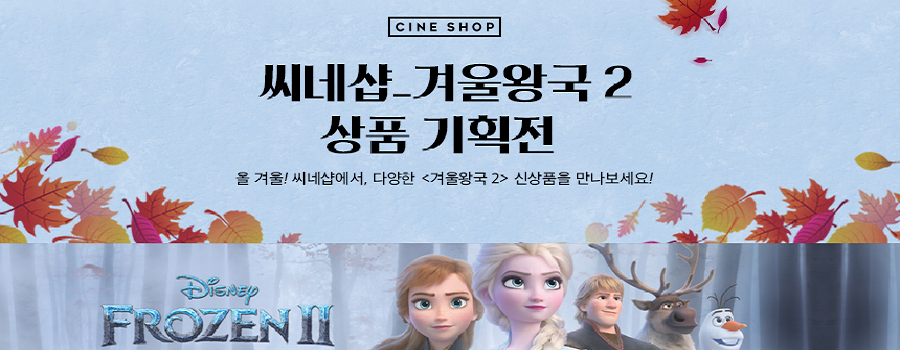 CINE SHOP
씨네샵_겨울왕국 2
상품 기획전
올 겨울! 씨네샵에서, 다양한 <겨울왕국 2> 신상품을 만나보세요!
Disney
FROZEN II